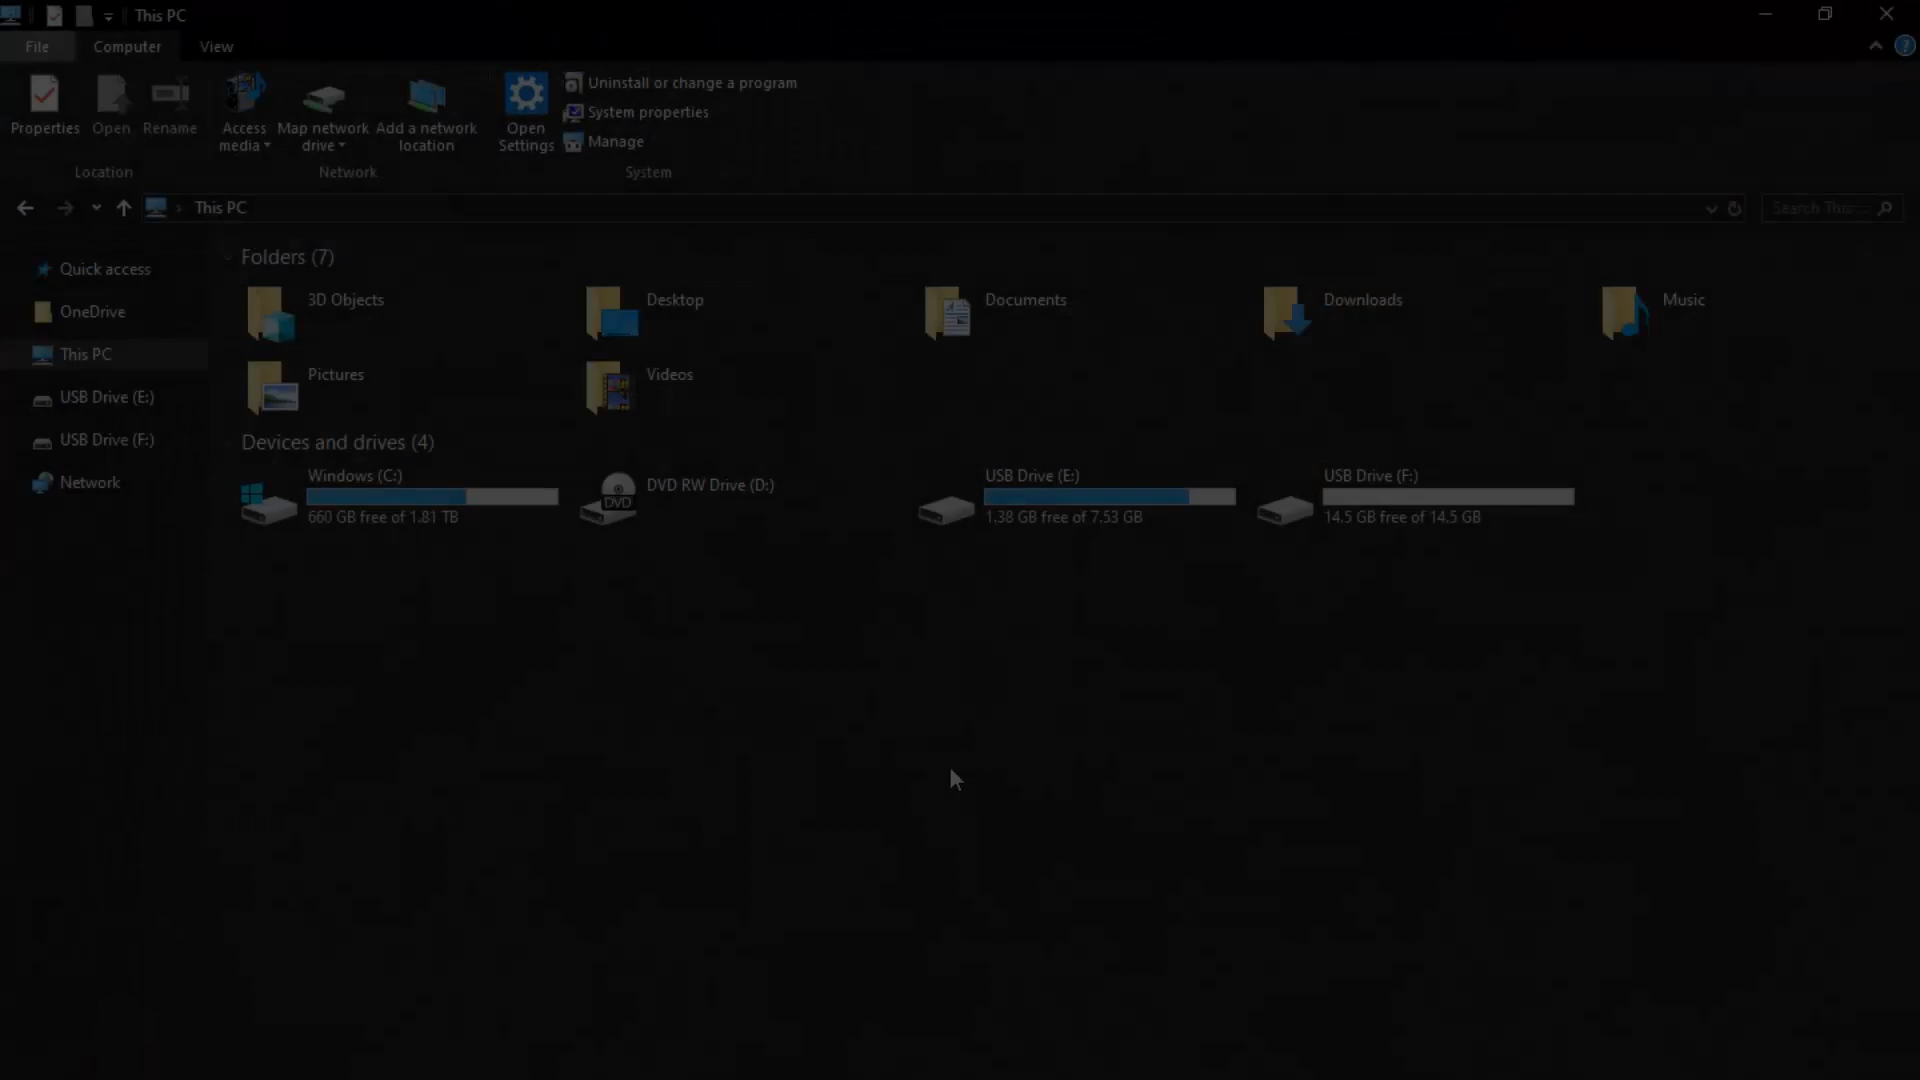 This PC
File Computer View
Uninstall or change a program
System properties
Manage
Properties Open Rename Access media Map network drive Add a network location Open Settings
Location Network System
This PC
Search This ...
Quick access
OneDrive
This PC
USB Drive (E:)
USB Drive (F:)
Network
Folders (7)
3D Objects
Desktop
Documents
Downloads
Music
Pictures
Videos
Devices and drives (4)
Windows (C:)
660 GB free of 1.81 TB
DVD
DVD RW Drive (D:)
USB Drive (E:)
1.38 GB free of 7.53 GB
USB Drive (F:)
14.5 GB free of 14.5 GB